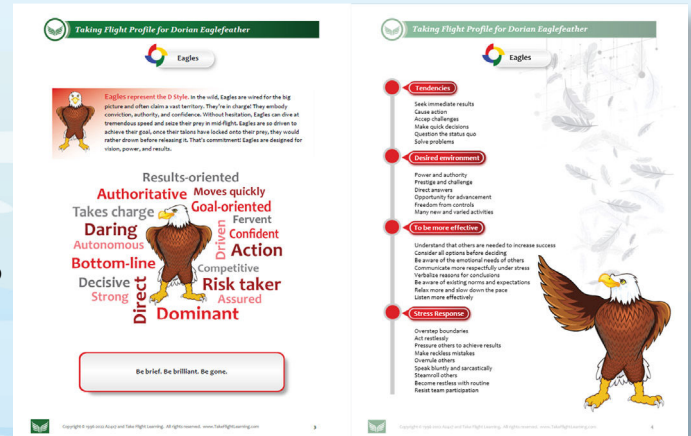 Taking Flight Profile for Dorian Eaglefeather
Eagles
Eagles represent the D Style. In the wild, Eagles are wired for the big
picture and often claim a vast territory. They're in charge! They embody
conviction, authority, and confidence. Without hesitation, Eagles can dive at
tremendous speed and seize their prey in mid-flight. Eagles are so driven to
achieve their goal, once their talons have locked onto their prey, they would
rather drown before releasing it. That's commitment! Eagles are designed for
vision, power, and results.
Results-oriented
Authoritative Moves quickly
Takes charge Goal-oriented
Daring Driven Fervent
Autonomous Confident
Bottom-line Action
Competitive
Decisive Direct Risk taker
Strong Assured
Dominant
Be brief. Be brilliant. Be gone.
Taking Flight Profile for Dorian Eaglefeather
Eagles
Tendencies
Seek immediate results
Cause action
Accep challenges
Make quick decisions
Question the status quo
Solve problems
Desired environment
Power and authority
Prestige and challenge
Direct answers
Opportunity for advancement
Freedom from controls
Many new and varied activities
To be more effective
Understand that others are needed to increase success
Consider all options before deciding
Be aware of the emotional needs of others
Communicate more respectfully under stress
Verbalize reasons for conclusions
Be aware of existing norms and expectations
Relax more and slow down the pace
Listen more effectively
Stress Response
Overstep boundaries
Act restlessly
Pressure others to achieve results
Make reckless mistakes
Overrule others
Speak bluntly and sarcastically
Steamroll others
Become restless with routine
Resist team participation